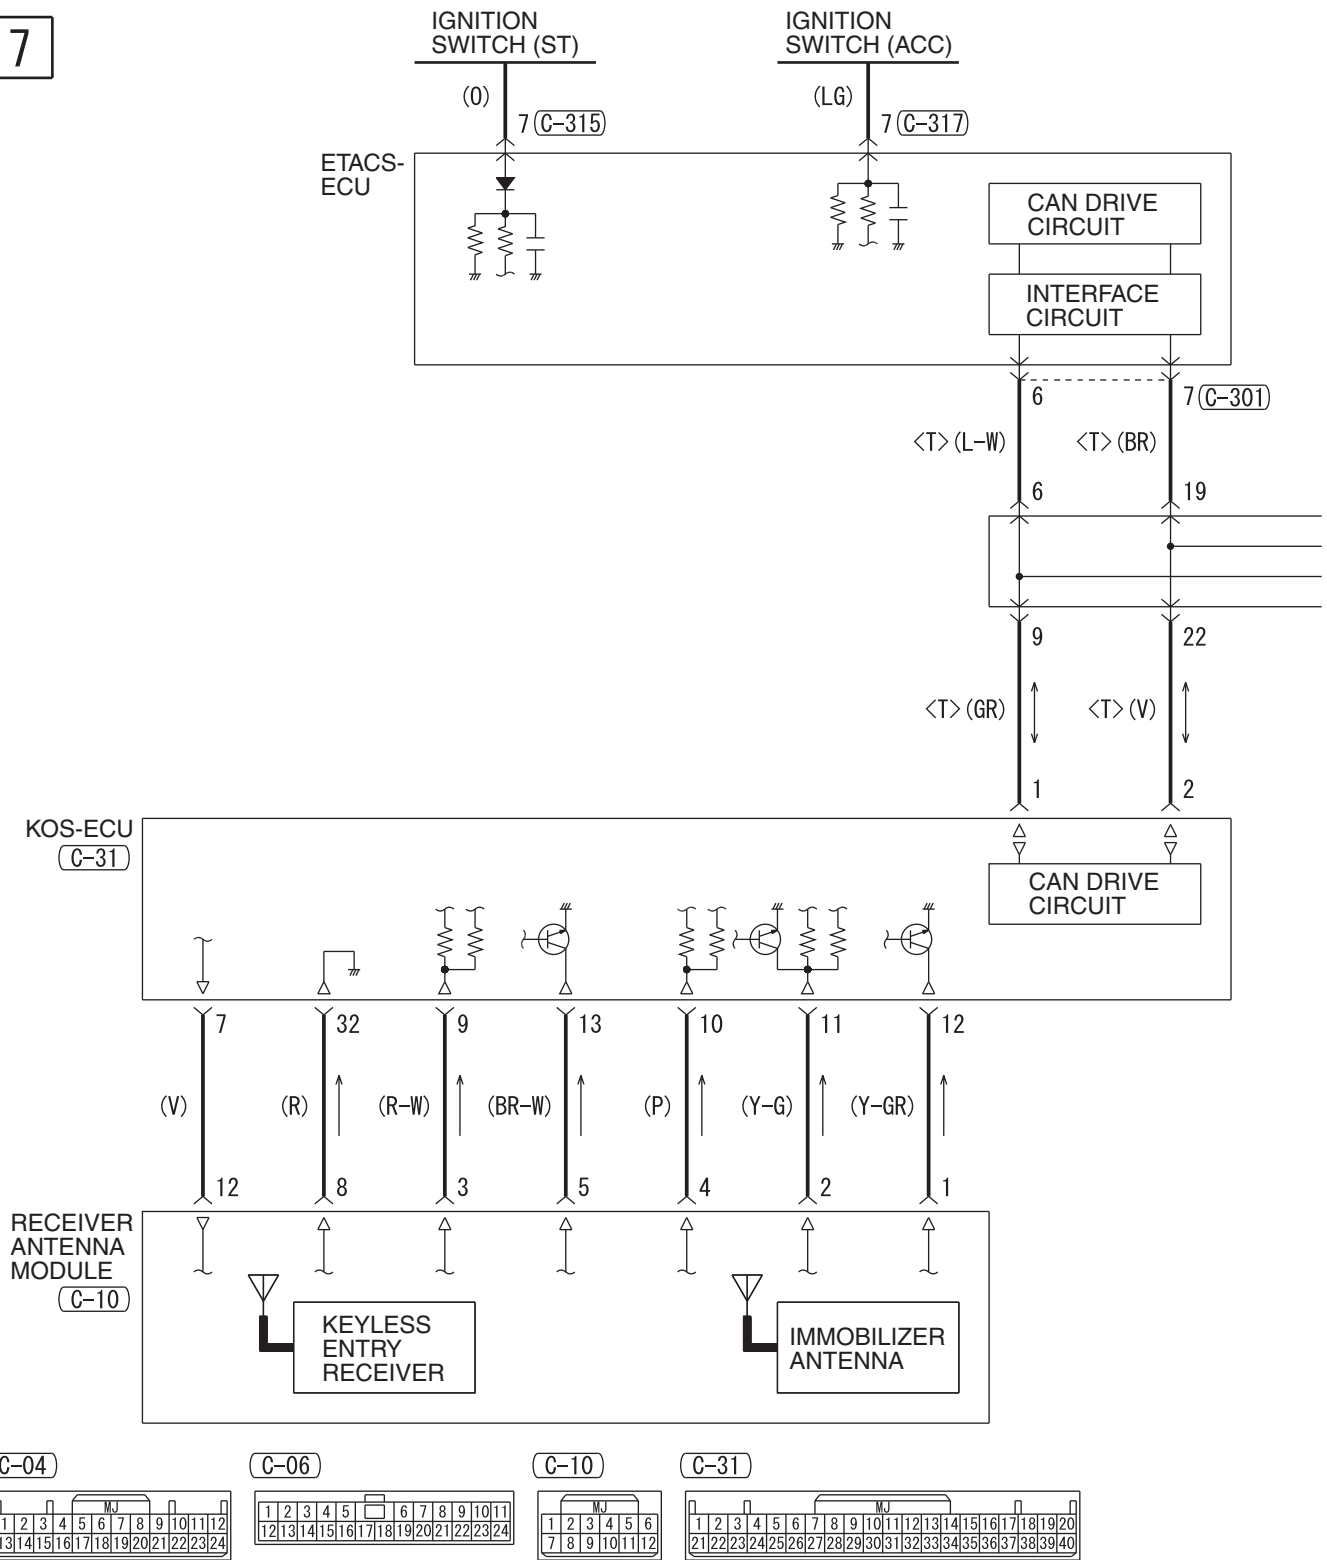 7
IGNITION
SWITCH (ST)
IGNITION
SWITCH (ACC)
(O)
(LG)
7 C-315
7 C-317
ETACS-
ECU
CAN DRIVE
CIRCUIT
INTERFACE
CIRCUIT
6
7 C-301
<T>(L-W)
<T>(BR)
6
19
9
22
<T>(GR)
<T>(V)
1
2
KOS-ECU
C-31
CAN DRIVE
CIRCUIT
7 32 9 13 10 11 12
(V) (R) (R-W) (BR-W) (P) (Y-G) (Y-GR)
12 8 3 5 4 2 1
RECEIVER
ANTENNA
MODULE
C-10
KEYLESS
ENTRY
RECEIVER
IMMOBILIZER
ANTENNA
C-04
MJ
1 2 3 4 5 6 7 8 9 10 11 12
13 14 15 16 17 18 19 20 21 22 23 24
C-06
1 2 3 4 5 6 7 8 9 10 11
12 13 14 15 16 17 18 19 20 21 22 23 24
C-10
MJ
1 2 3 4 5 6
7 8 9 10 11 12
C-31
MJ
1 2 3 4 5 6 7 8 9 10 11 12 13 14 15 16 17 18 19 20
21 22 23 24 25 26 27 28 29 30 31 32 33 34 35 36 37 38 39 40